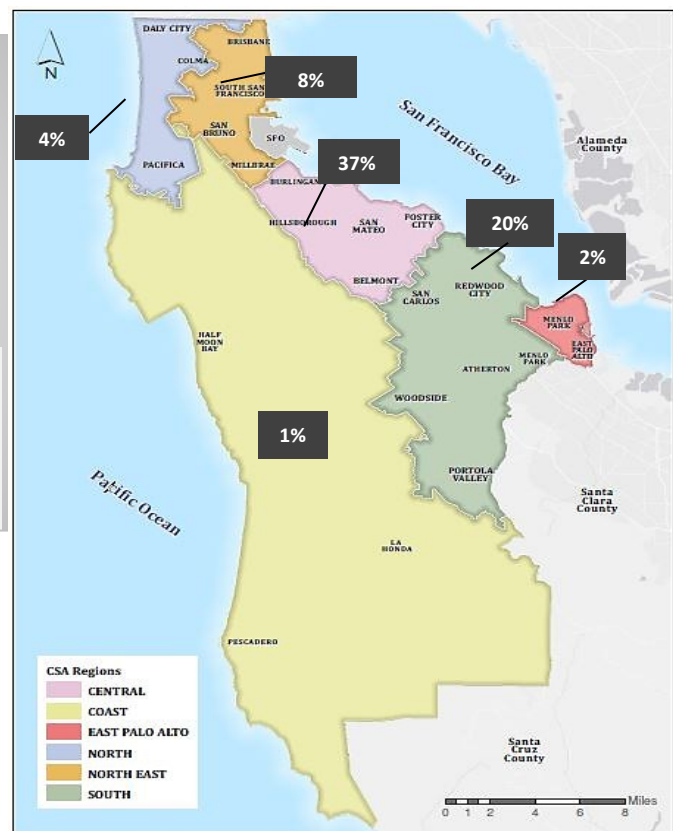 DALY CITY
BRISBANE
COLMA
8%
SOUTH SAN
FRANCISCO
San Francisco Bay
4%
SAN
BRUNO
SFO
Alameda
County
PACIFICA
MILLBRAE
37%
HILLSBOROUGH
SAN
MATEO
FOSTER
CITY
20%
2%
BELMONT
SAN
CARLOS
REDWOOD
CITY
MENLO
PARK
EAST
PALO
ALTO
HALF
MOON
BAY
MENLO
PARK
ATHERTON
WOODSIDE
1%
PORTOLA
VALLEY
Pacific Ocean
Santa
Clara
County
LA
HONDA
PESCADERO
CSA Regions
CENTRAL
COAST
EAST PALO ALTO
NORTH
NORTH EAST
SOUTH
Santa
Cruz
County
Miles
0 1 2 4 6 8
N